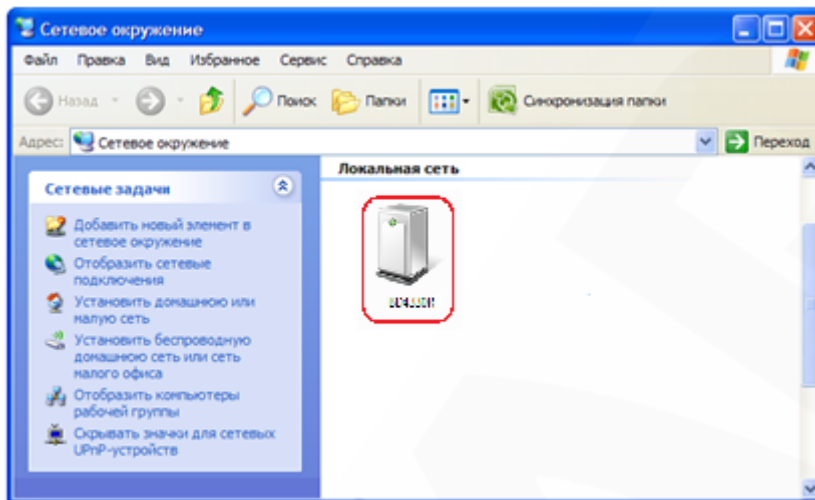 Сетевое окружение
Файл Правка Вид Избранное Сервис Справка
Назад Поиск Папки Синхронизация папки
Адрес: Сетевое окружение Переход
Локальная сеть
Сетевые задачи
Добавить новый элемент в
сетевое окружение
Отобразить сетевые
подключения
Установить домашнюю или
малую сеть
Установить беспроводную
домашнюю сеть или сеть
малого офиса
Отобразить компьютеры
рабочей группы
Скрывать значки для сетевых
UPnP-устройств